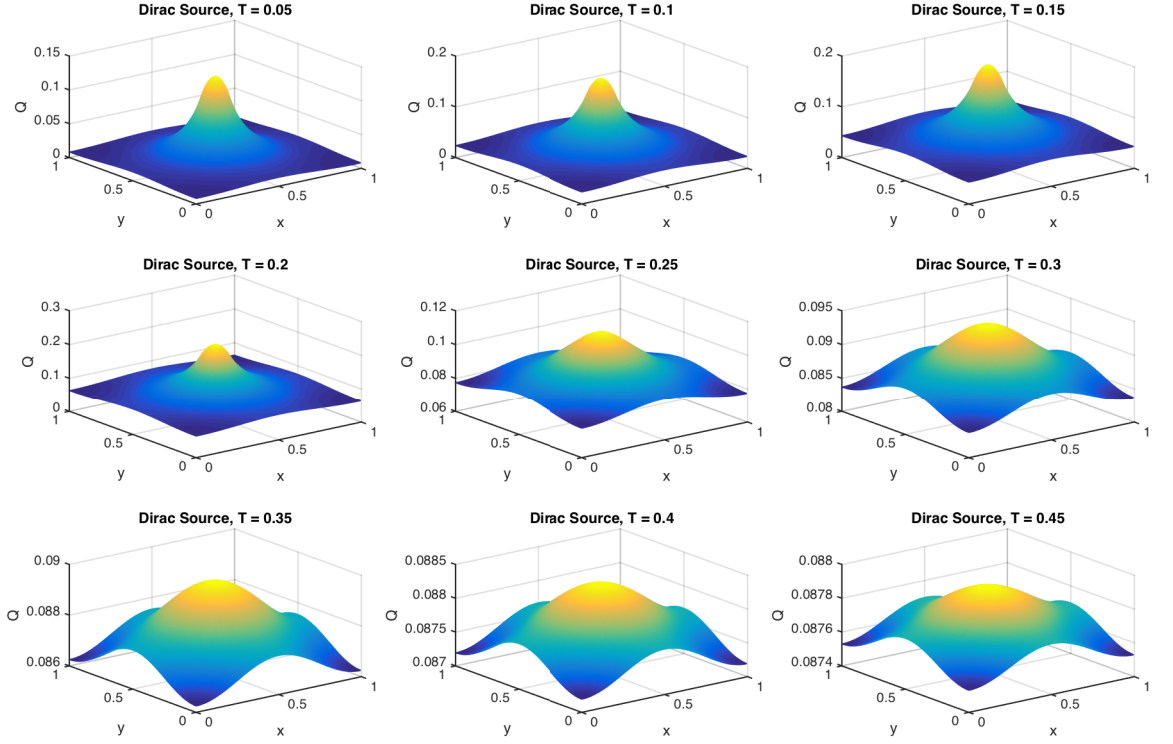 Dirac Source, T = 0.05
0.15
0.1
0.05
0
Q
1
0.5
0
y
0
0.5
1
x
Dirac Source, T = 0.1
0.2
0.1
0
Q
1
0.5
0
y
0
0.5
1
x
Dirac Source, T = 0.15
0.2
0.1
0
Q
1
0.5
0
y
0
0.5
1
x
Dirac Source, T = 0.2
0.3
0.2
0.1
0
Q
1
0.5
0
y
0
0.5
1
x
Dirac Source, T = 0.25
0.12
0.1
0.08
0.06
Q
1
0.5
0
y
0
0.5
1
x
Dirac Source, T = 0.3
0.095
0.09
0.085
0.08
Q
1
0.5
0
y
0
0.5
1
x
Dirac Source, T = 0.35
0.09
0.088
0.086
Q
1
0.5
0
y
0
0.5
1
x
Dirac Source, T = 0.4
0.0885
0.088
0.0875
0.087
Q
1
0.5
0
y
0
0.5
1
x
Dirac Source, T = 0.45
0.088
0.0878
0.0876
0.0874
Q
1
0.5
0
y
0
0.5
1
x